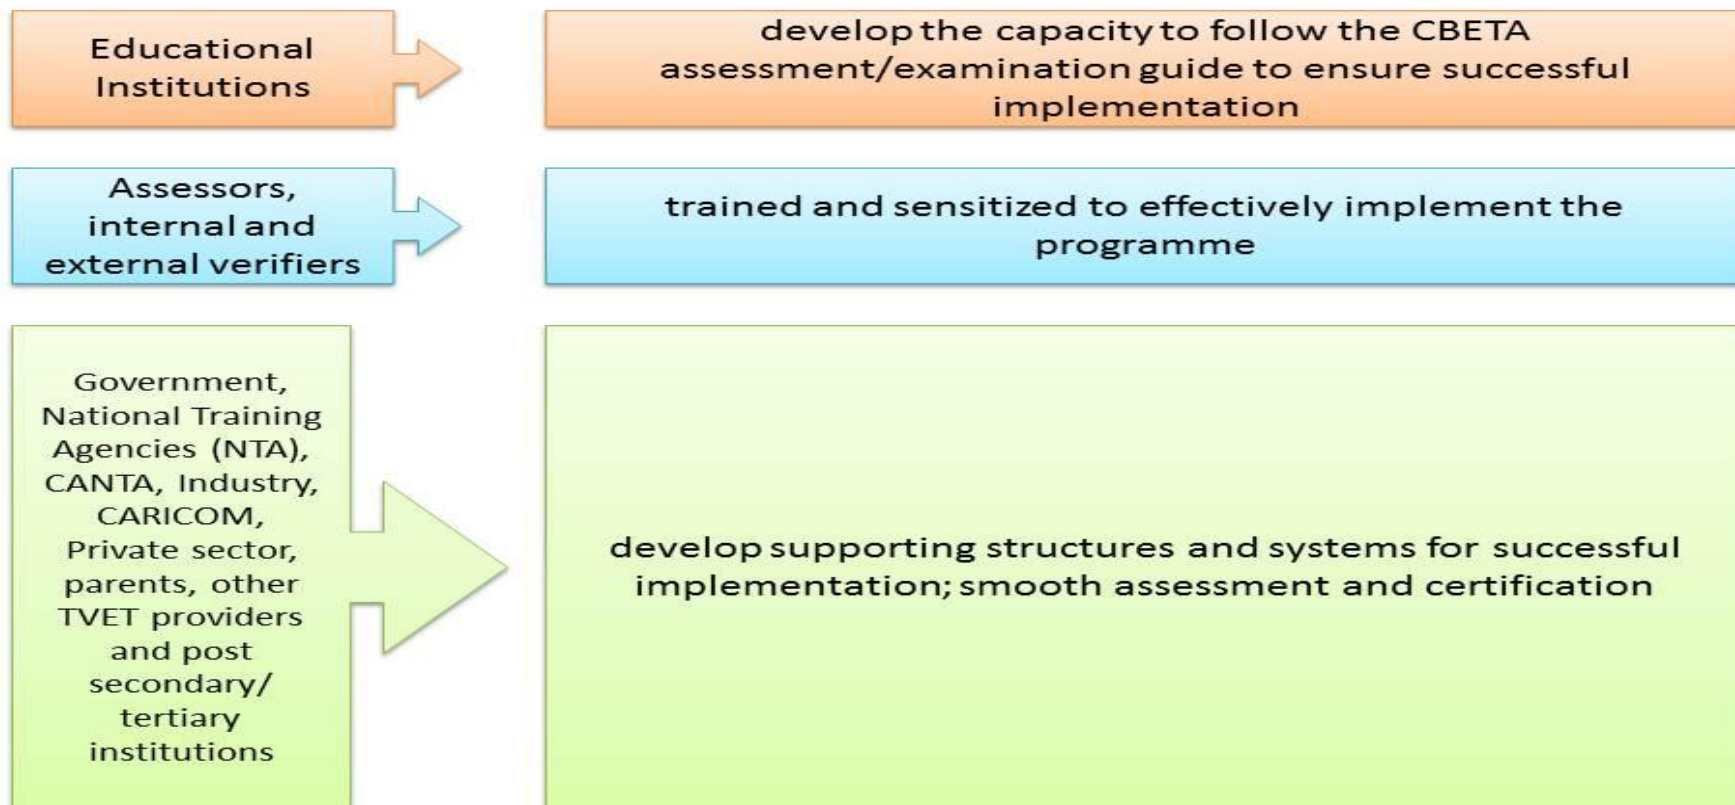 Educational
Institutions
develop the capacity to follow the CBETA
assessment/examination guide to ensure successful
implementation
Assessors,
internal and
external verifiers
trained and sensitized to effectively implement the
programme
Government,
National Training
Agencies (NTA),
CANTA, Industry,
CARICOM,
Private sector,
parents, other
TVET providers
and post
secondary/
tertiary
institutions
develop supporting structures and systems for successful
implementation; smooth assessment and certification